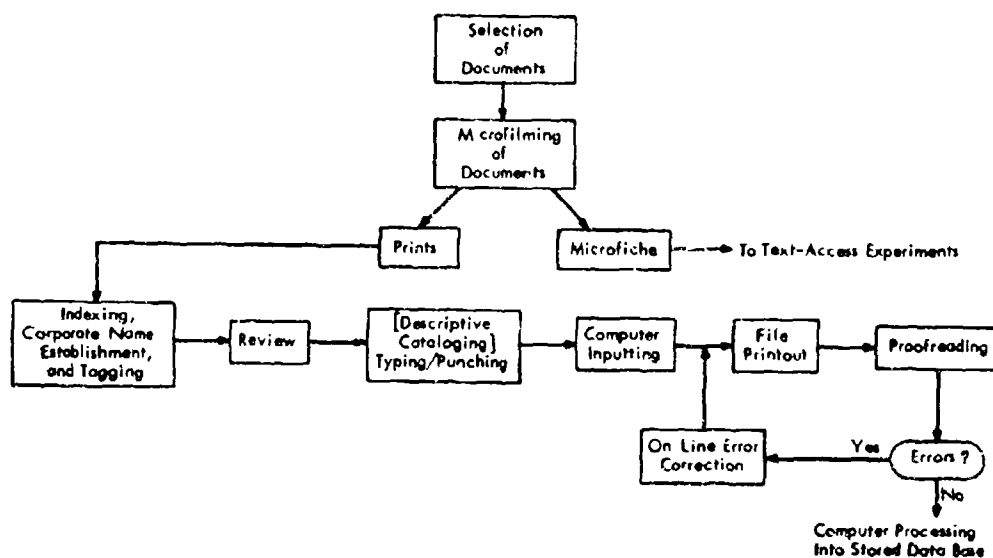 Selection
of
Documents
M crofilming
of
Documents
Prints
Microfiche
To Text-Access Experiments
Indexing,
Corporate Name
Establishment,
and Tagging
Review
[Descriptive
Cataloging]
Typing/Punching
Computer
Inputting
File
Printout
Proofreading
On Line Error
Correction
Yes
Errors?
No
Computer Processing
Into Stored Data Base